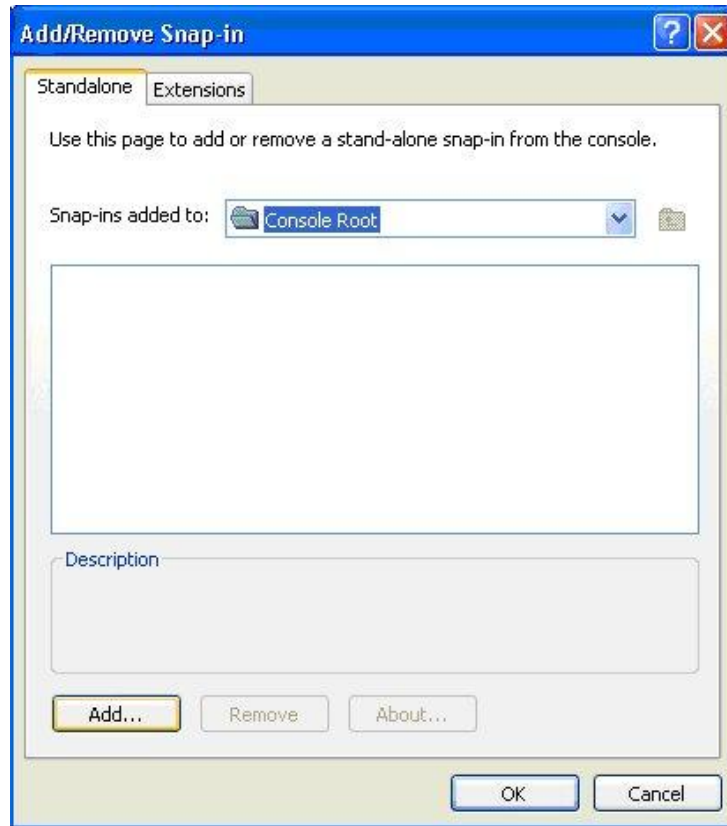 Add/Remove Snap-in
Standalone Extensions
Use this page to add or remove a stand-alone snap-in from the console.
Snap-ins added to: Console Root
Description
Add... Remove About...
OK Cancel